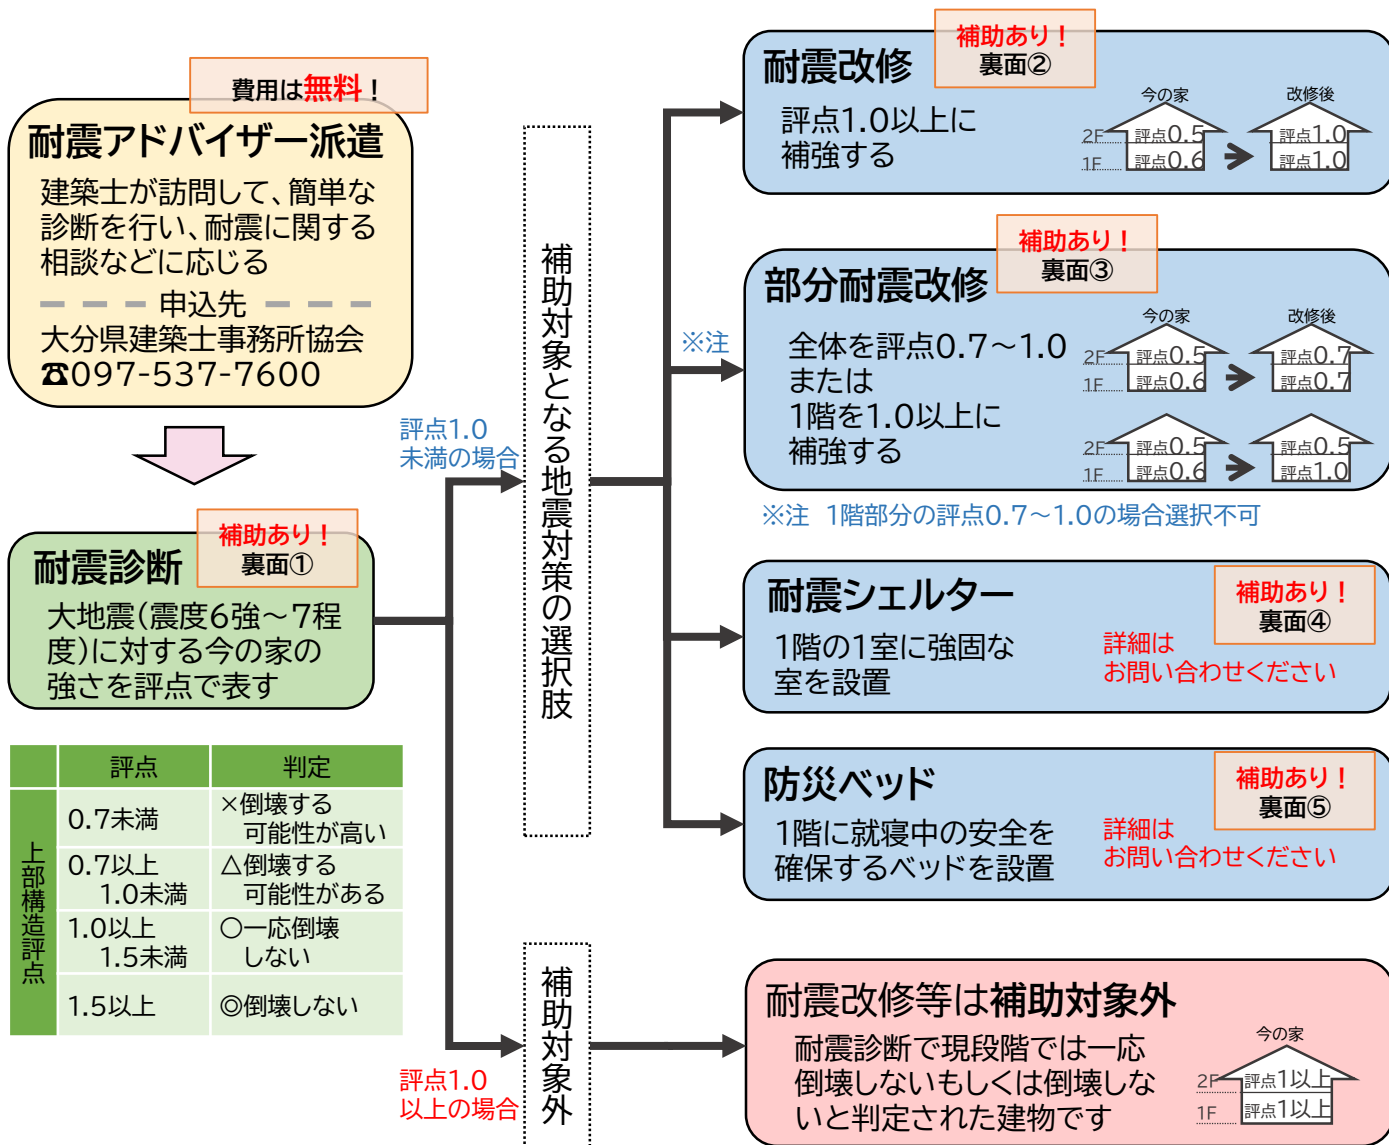 費用は無料！
耐震アドバイザー派遣
建築士が訪問して、簡単な
診断を行い、耐震に関する
相談などに応じる
申込先
大分県建築士事務所協会
☎097-537-7600
補助あり！
裏面①
耐震診断
大地震(震度6強～7程
度)に対する今の家の
強さを評点で表す
評点 判定
上部構造評点
0.7未満 ×倒壊する
可能性が高い
0.7以上 △倒壊する
1.0未満 可能性がある
1.0以上 ○一応倒壊
1.5未満 しない
1.5以上 ◎倒壊しない
評点1.0
未満の場合
評点1.0
以上の場合
補助対象となる地震対策の選択肢
補助対象外
補助あり！
裏面②
耐震改修
評点1.0以上に
補強する
今の家 改修後
2F 評点0.5 評点1.0
1F 評点0.6 評点1.0
補助あり！
裏面③
部分耐震改修
※注
全体を評点0.7～1.0
または
1階を1.0以上に
補強する
今の家 改修後
2F 評点0.5 評点0.7
1F 評点0.6 評点0.7
2F 評点0.5 評点0.5
1F 評点0.6 評点1.0
※注 1階部分の評点0.7～1.0の場合選択不可
補助あり！
裏面④
耐震シェルター
1階の1室に強固な
室を設置
詳細は
お問い合わせください
補助あり！
裏面⑤
防災ベッド
1階に就寝中の安全を
確保するベッドを設置
詳細は
お問い合わせください
耐震改修等は補助対象外
耐震診断で現段階では一応
倒壊しないもしくは倒壊しな
いと判定された建物です
今の家
2F 評点1以上
1F 評点1以上